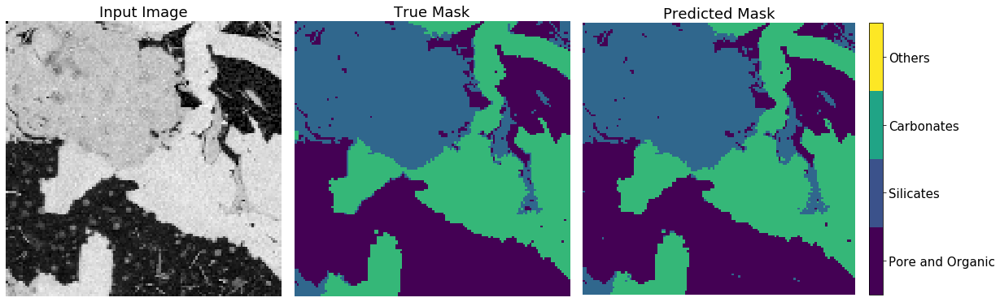 Input Image
True Mask
Predicted Mask
Others
Carbonates
Silicates
Pore and Organic